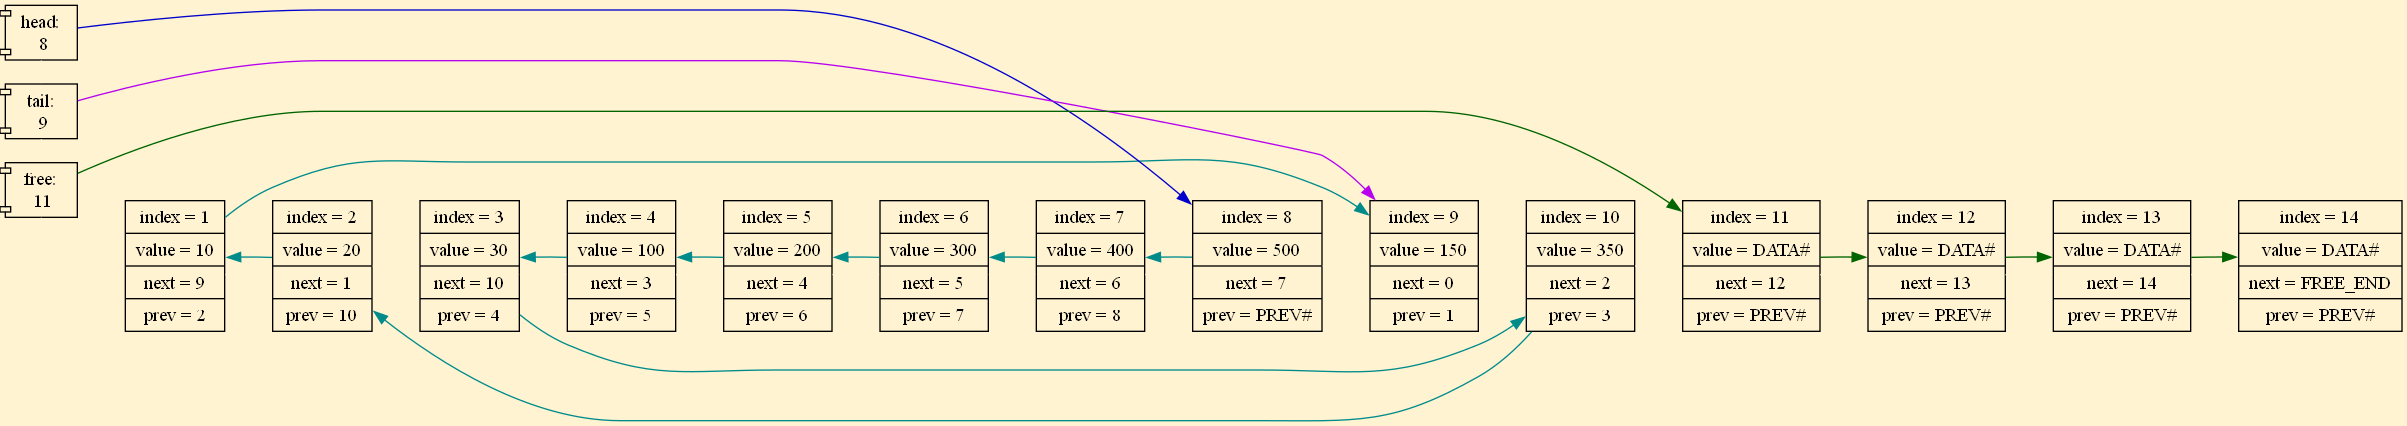 head:
8
tail:
9
free:
11
index = 1
value = 10
next = 9
prev = 2
index = 2
value = 20
next = 1
prev = 10
index = 3
value = 30
next = 10
prev = 4
index = 4
value = 100
next = 3
prev = 5
index = 5
value = 200
next = 4
prev = 6
index = 6
value = 300
next = 5
prev = 7
index = 7
value = 400
next = 6
prev = 8
index = 8
value = 500
next = 7
prev = PREV#
index = 9
value = 150
next = 0
prev = 1
index = 10
value = 350
next = 2
prev = 3
index = 11
value = DATA#
next = 12
prev = PREV#
index = 12
value = DATA#
next = 13
prev = PREV#
index = 13
value = DATA#
next = 14
prev = PREV#
index = 14
value = DATA#
next = FREE_END
prev = PREV#